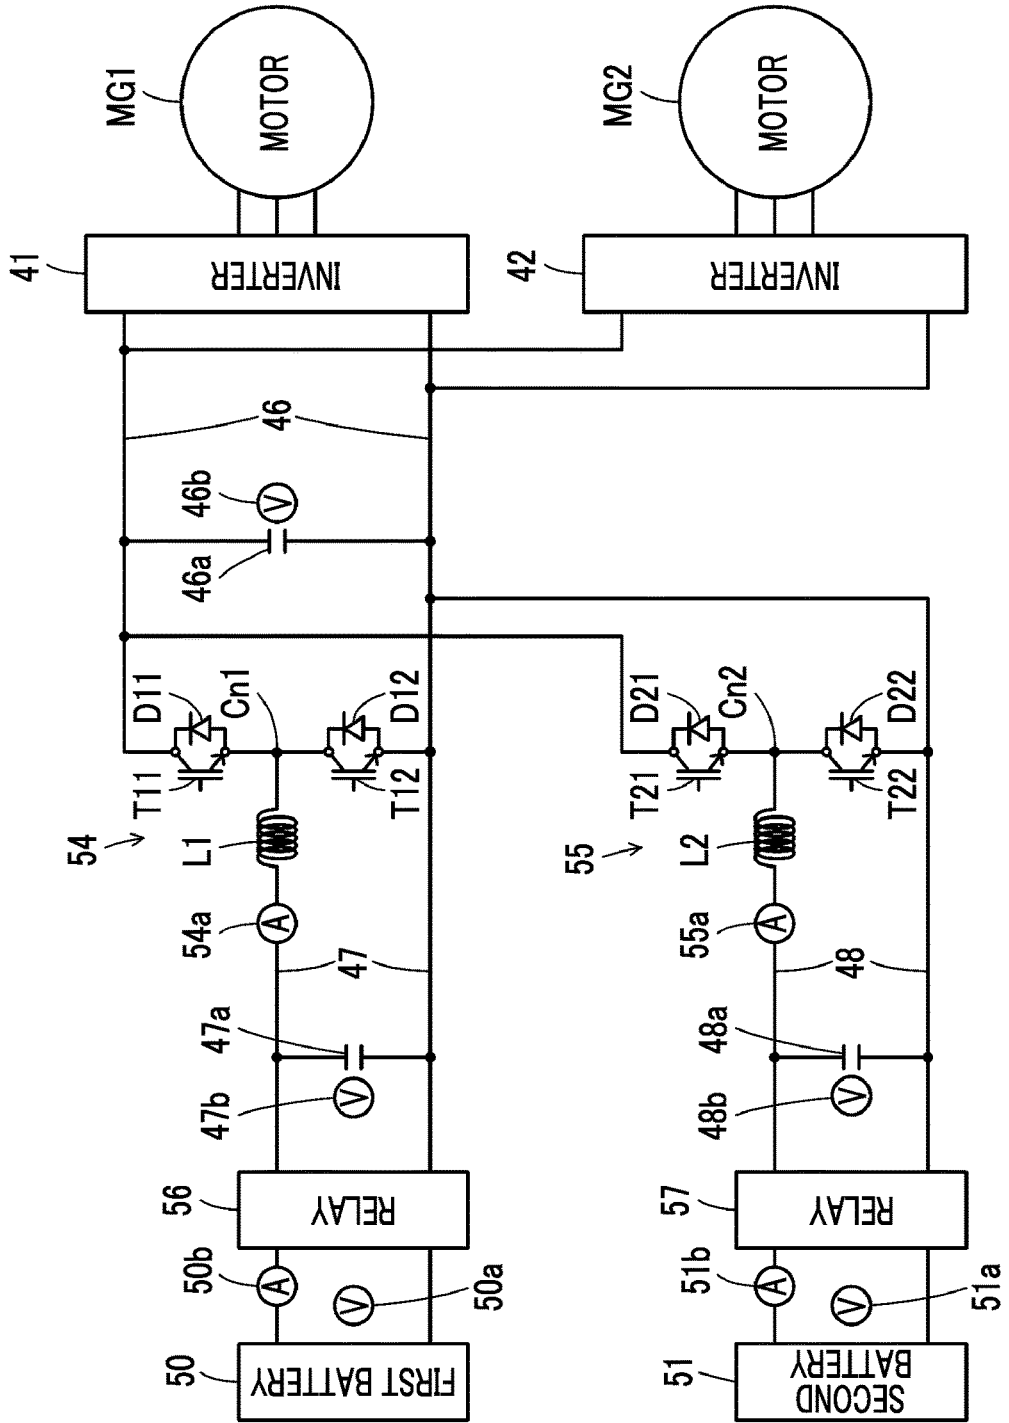 MG1
MOTOR
41
INVERTER
46
46b
V
46a
D11
Cn1
D12
T11
T12
54
L1
54a
A
47
47a
47b
V
56
RELAY
50b
A
V
50a
50
FIRST BATTERY
MG2
MOTOR
42
INVERTER
D21
Cn2
D22
T21
T22
55
L2
55a
A
48
48a
48b
V
57
RELAY
51b
A
V
51a
51
SECOND
BATTERY